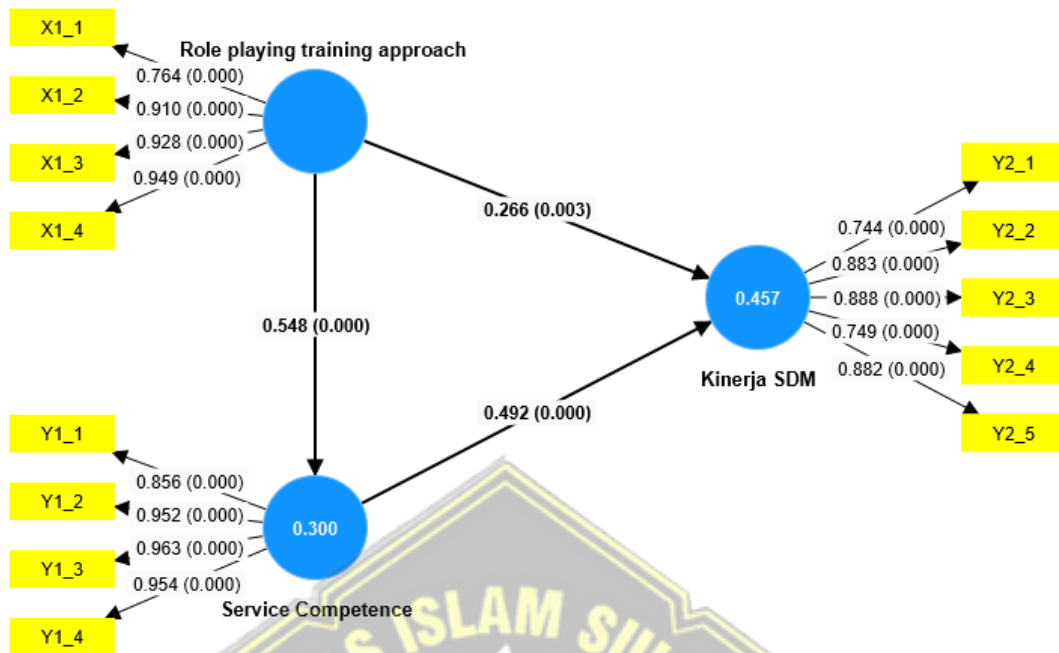 X1_1
X1_2
X1_3
X1_4
Role playing training approach
0.764 (0.000)
0.910 (0.000)
0.928 (0.000)
0.949 (0.000)
0.266 (0.003)
0.548 (0.000)
0.492 (0.000)
Y2_1
Y2_2
Y2_3
Y2_4
Y2_5
0.744 (0.000)
0.883 (0.000)
0.888 (0.000)
0.749 (0.000)
0.882 (0.000)
0.457
Kinerja SDM
Y1_1
Y1_2
Y1_3
Y1_4
0.856 (0.000)
0.952 (0.000)
0.963 (0.000)
0.954 (0.000)
0.300
Service Competence
ISLAM